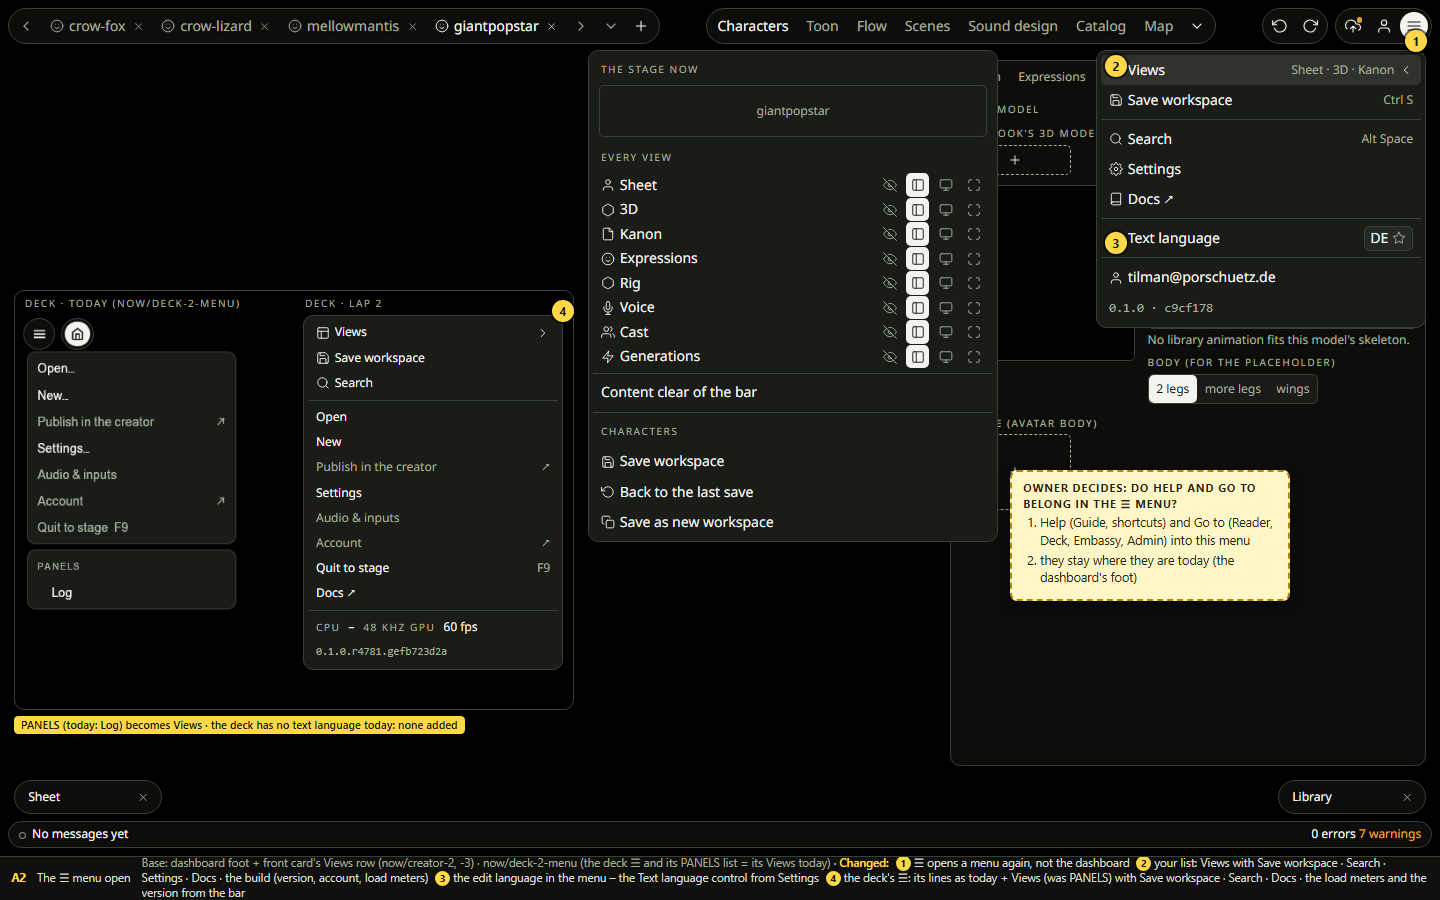 crow-fox
crow-lizard
mellowmantis
giantpopstar
Characters
Toon
Flow
Scenes
Sound design
Catalog
Map
1
THE STAGE NOW
giantpopstar
EVERY VIEW
Sheet
3D
Kanon
Expressions
Rig
Voice
Cast
Generations
Content clear of the bar
CHARACTERS
Save workspace
Back to the last save
Save as new workspace
Expressions
MODEL
OOK'S 3D MODE
2
Views
Sheet · 3D · Kanon
Save workspace
Ctrl S
Search
Alt Space
Settings
Docs ↗
3
Text language
DE
tilman@porschuetz.de
0.1.0 · c9cf178
No library animation fits this model's skeleton.
BODY (FOR THE PLACEHOLDER)
2 legs
more legs
wings
E (AVATAR BODY)
OWNER DECIDES: DO HELP AND GO TO
BELONG IN THE ☰ MENU?
1. Help (Guide, shortcuts) and Go to (Reader,
Deck, Embassy, Admin) into this menu
2. they stay where they are today (the
dashboard's foot)
DECK · TODAY (NOW/DECK-2-MENU)
Open...
New...
Publish in the creator ↗
Settings...
Audio & inputs
Account ↗
Quit to stage F9
PANELS
Log
DECK · LAP 2
4
Views
Save workspace
Search
Open
New
Publish in the creator ↗
Settings
Audio & inputs
Account ↗
Quit to stage F9
Docs ↗
CPU – 48 KHZ GPU 60 fps
0.1.0.r4781.gefb723d2a
PANELS (today: Log) becomes Views · the deck has no text language today: none added
Sheet
Library
No messages yet
0 errors 7 warnings
A2 The ☰ menu open
Base: dashboard foot + front card's Views row (now/creator-2, -3) · now/deck-2-menu (the deck ☰ and its PANELS list = its Views today) · Changed: 1 ☰ opens a menu again, not the dashboard 2 your list: Views with Save workspace · Search ·
Settings · Docs · the build (version, account, load meters) 3 the edit language in the menu – the Text language control from Settings 4 the deck's ☰: its lines as today + Views (was PANELS) with Save workspace · Search · Docs · the load meters and the
version from the bar